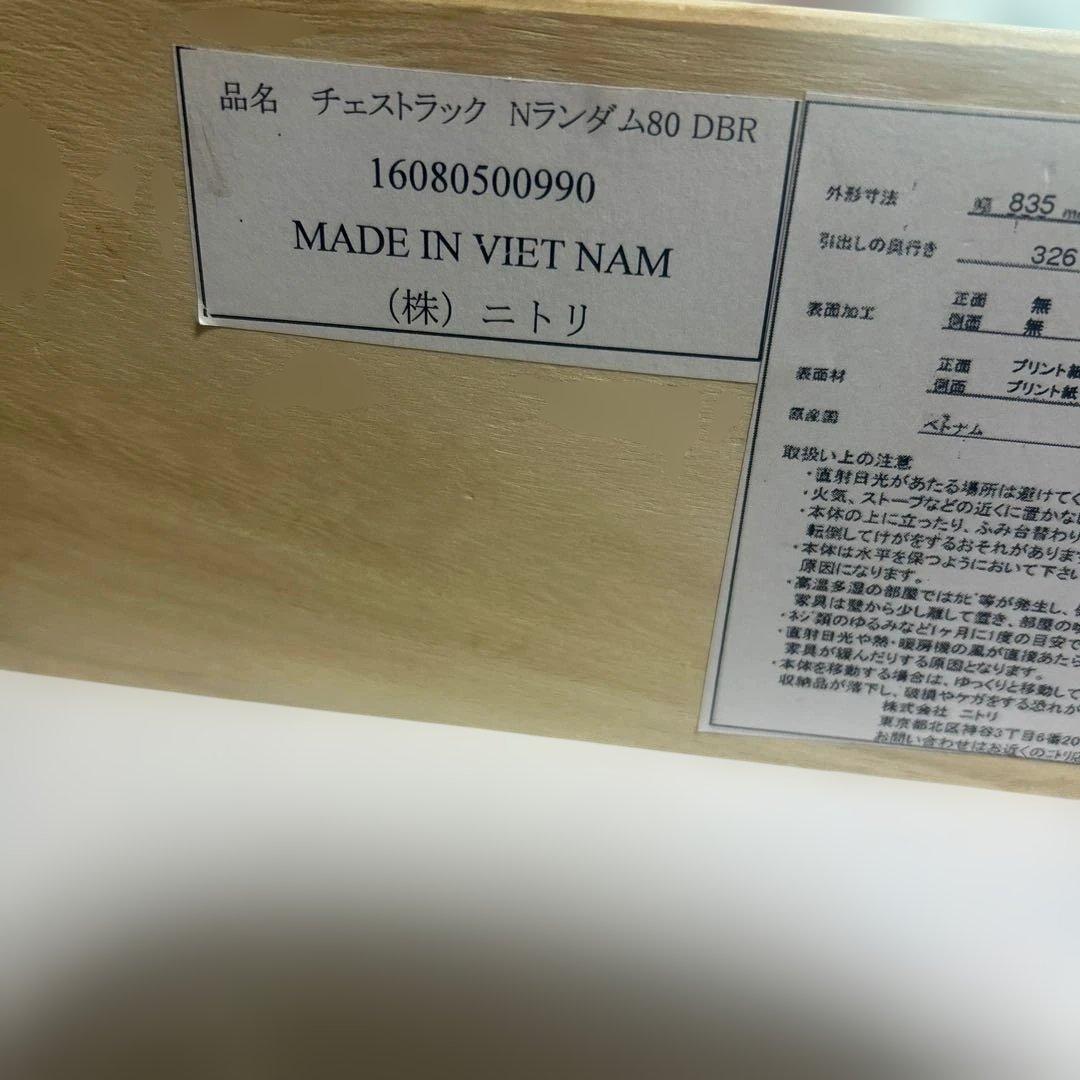 品名 チェストラック Nランダム80 DBR
16080500990
MADE IN VIET NAM
(株) ニトリ
外形寸法 幅 835 m
引出しの奥行き 326
表面加工 正面 無
側面 無
表面材 正面 プリント紙
側面 プリント紙
原産国 ベトナム
取扱い上の注意
・直射日光があたる場所は避けてく
・火気、ストーブなどの近くに置かな
・本体の上に立ったり、ふみ台替わり
転倒してけがをするおそれがあります
・本体は水平を保つようにおいて下さい
原因になります。
・高温多湿の部屋ではカビ等が発生し、
家具は壁から少し離して置き、部屋の
・ネジ類のゆるみなど1ヶ月に1度の目安で
・直射日光や熱・暖房機の風が直接あたら
家具が緩んだりする原因となります。
・本体を移動する場合は、ゆっくりと移動して
収納品が落下し、破損やケガをする恐れが
株式会社 ニトリ
東京都北区神谷3丁目6番20
お問い合わせはお近くのニトリ店